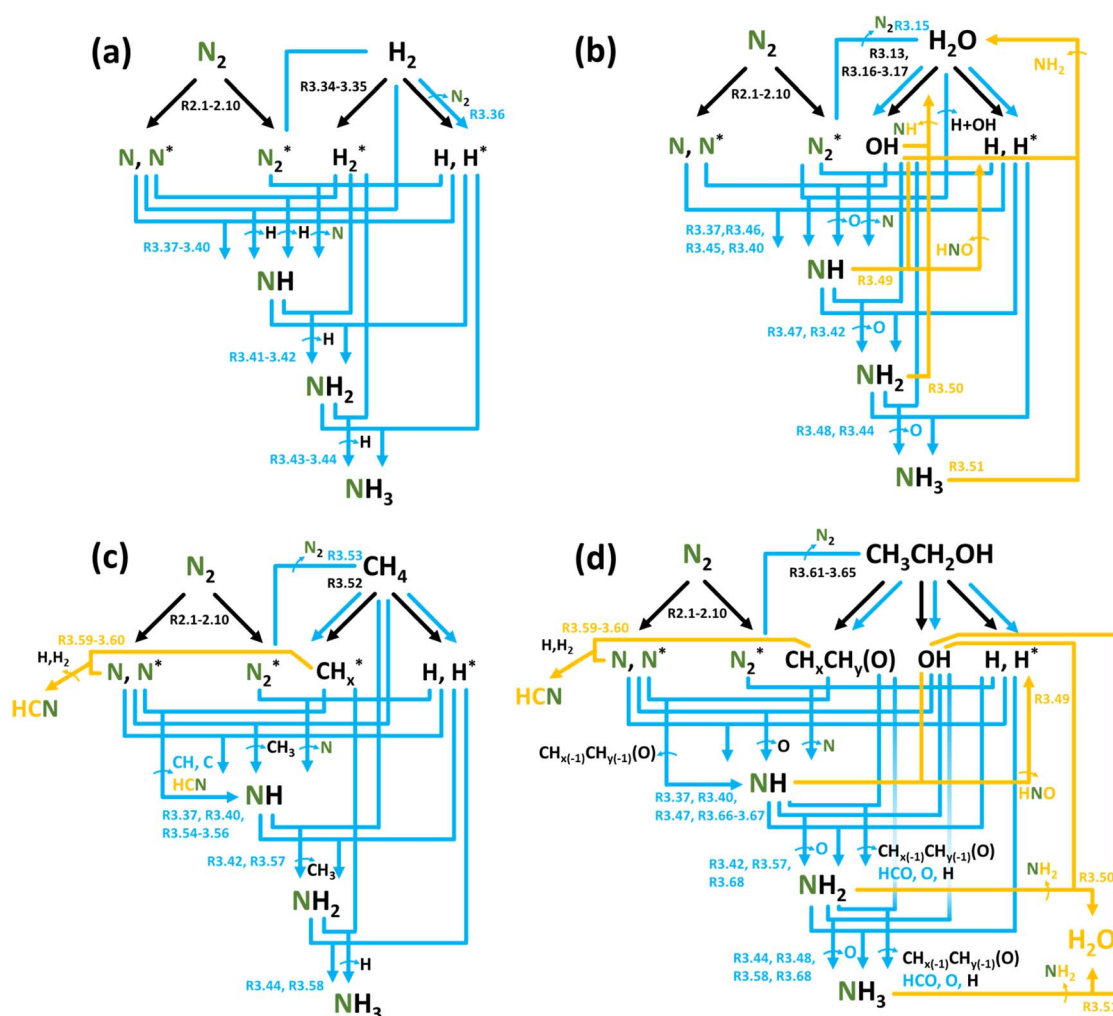 (a)
N2
H2
R2.1-2.10
R3.34-3.35
N2
R3.36
N, N*
N2*
H2*
H, H*
R3.37-3.40
H
H
N
NH
H
R3.41-3.42
NH2
H
R3.43-3.44
NH3
(b)
N2
N2
R3.15
H2O
R3.13,
R3.16-3.17
NH2
R2.1-2.10
NH
H+OH
N, N*
N2*
OH
H, H*
R3.37,R3.46,
R3.45, R3.40
O
N
HNO
NH
R3.49
R3.47, R3.42
O
NH2
R3.50
R3.48, R3.44
O
R3.51
NH3
(c)
N2
N2
R3.53
CH4
R3.52
R2.1-2.10
R3.59-3.60
H,H2
N, N*
N2*
CHx*
H, H*
HCN
CH3
N
CH, C
HCN
NH
R3.37, R3.40,
R3.54-3.56
R3.42, R3.57
CH3
NH2
H
R3.44, R3.58
NH3
(d)
N2
N2
CH3CH2OH
R3.61-3.65
R2.1-2.10
R3.59-3.60
H,H2
N, N*
N2*
CHxCHy(O)
OH
H, H*
HCN
R3.49
CHx(-1)CHy(-1)(O)
O
N
NH
HNO
R3.37, R3.40,
R3.47, R3.66-3.67
O
CHx(-1)CHy(-1)(O)
HCO, O, H
R3.42, R3.57,
R3.68
NH2
NH2
R3.50
H2O
R3.44, R3.48,
R3.58, R3.68
O
CHx(-1)CHy(-1)(O)
HCO, O, H
NH2
NH3